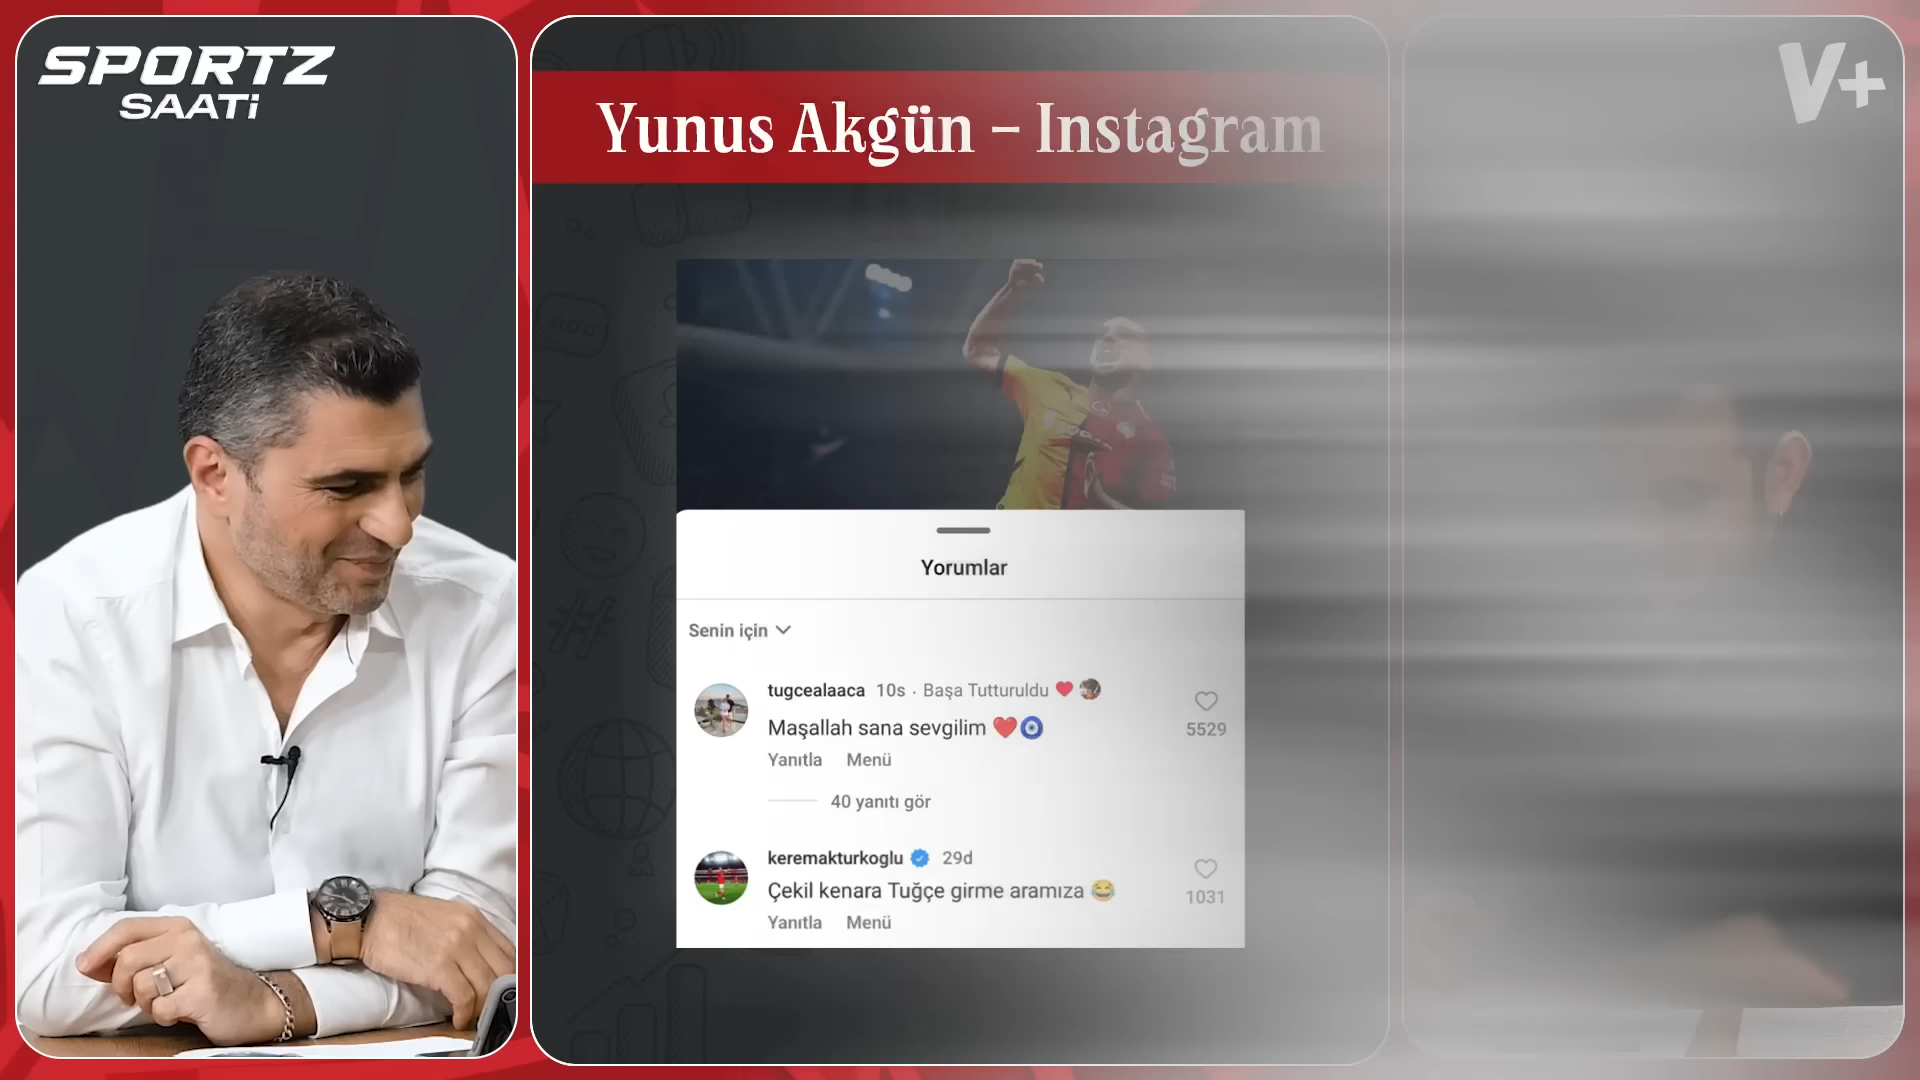 SPORTZ
SAATİ
V+
Yunus Akgün – Instagram
Yorumlar
Senin için
tugcealaaca 10s · Başa Tutturuldu ❤️
Maşallah sana sevgilim ❤️🧿
5529
Yanıtla Menü
40 yanıtı gör
keremakturkoglu 29d
Çekil kenara Tuğçe girme aramıza 😂
1031
Yanıtla Menü